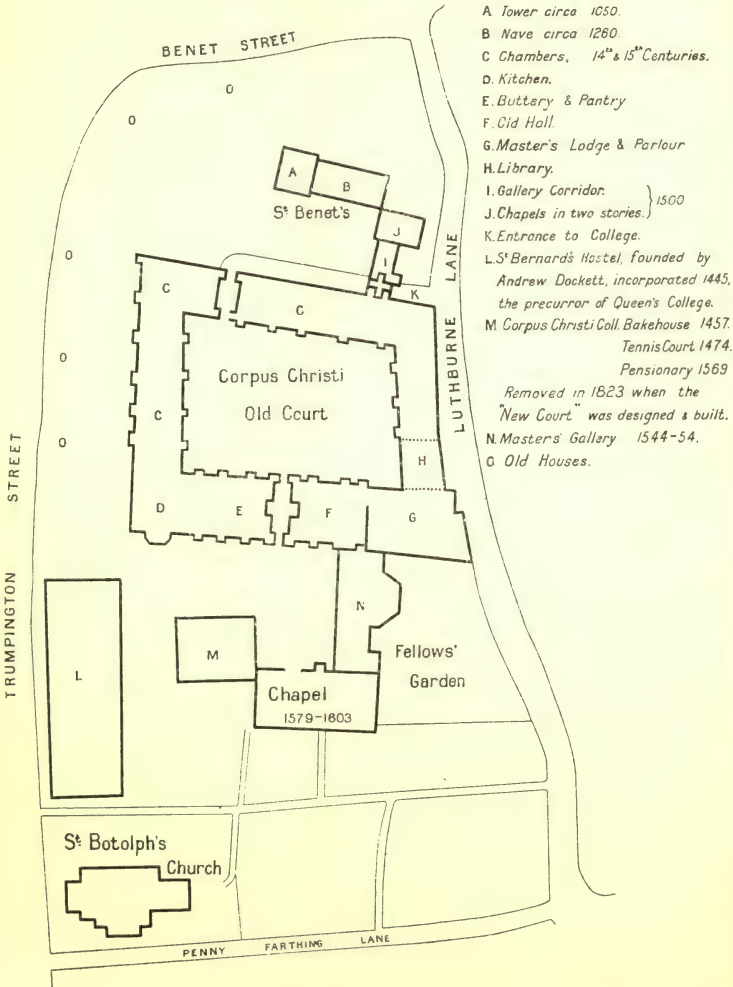 A Tower circa 1050.
B Nave circa 1260.
C Chambers, 14th & 15th Centuries.
D. Kitchen.
E. Buttery & Pantry
F. Old Hall.
G. Master's Lodge & Parlour
H. Library.
I. Gallery Corridor.
J. Chapels in two stories. } 1500
K. Entrance to College.
L. St Bernard's Hostel, founded by
Andrew Dockett, incorporated 1445,
the precurror of Queen's College.
M Corpus Christi Coll. Bakehouse 1457.
Tennis Court 1474.
Pensionary 1569
Removed in 1823 when the
"New Court" was designed & built.
N. Masters' Gallery 1544-54.
O Old Houses.
BENET STREET
O
O
A
B
St Benet's
J
I
K
O
C
C
LUTHBURNE LANE
Corpus Christi
Old Court
O
C
O
H
TRUMPINGTON STREET
D
E
F
G
N
M
L
Fellows'
Garden
Chapel
1579-1603
St Botolph's
Church
PENNY FARTHING LANE